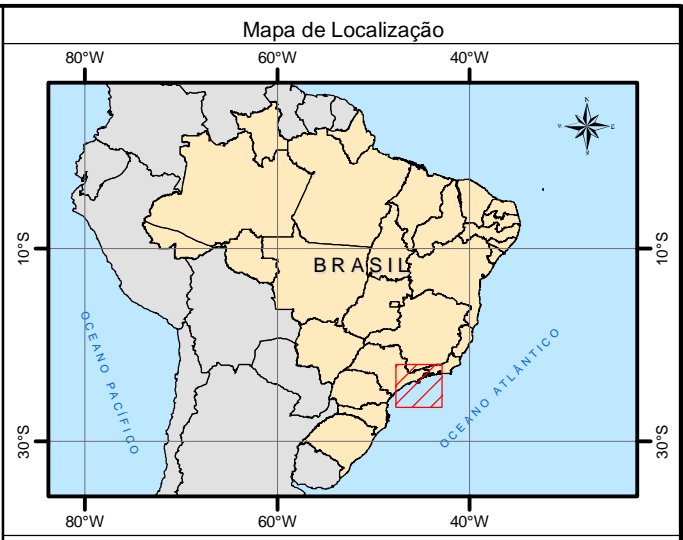 Mapa de Localização
80°W 60°W 40°W
N
W E
S
10°S 10°S
BRASIL
OCEANO PACÍFICO
OCEANO ATLÂNTICO
30°S 30°S
80°W 60°W 40°W